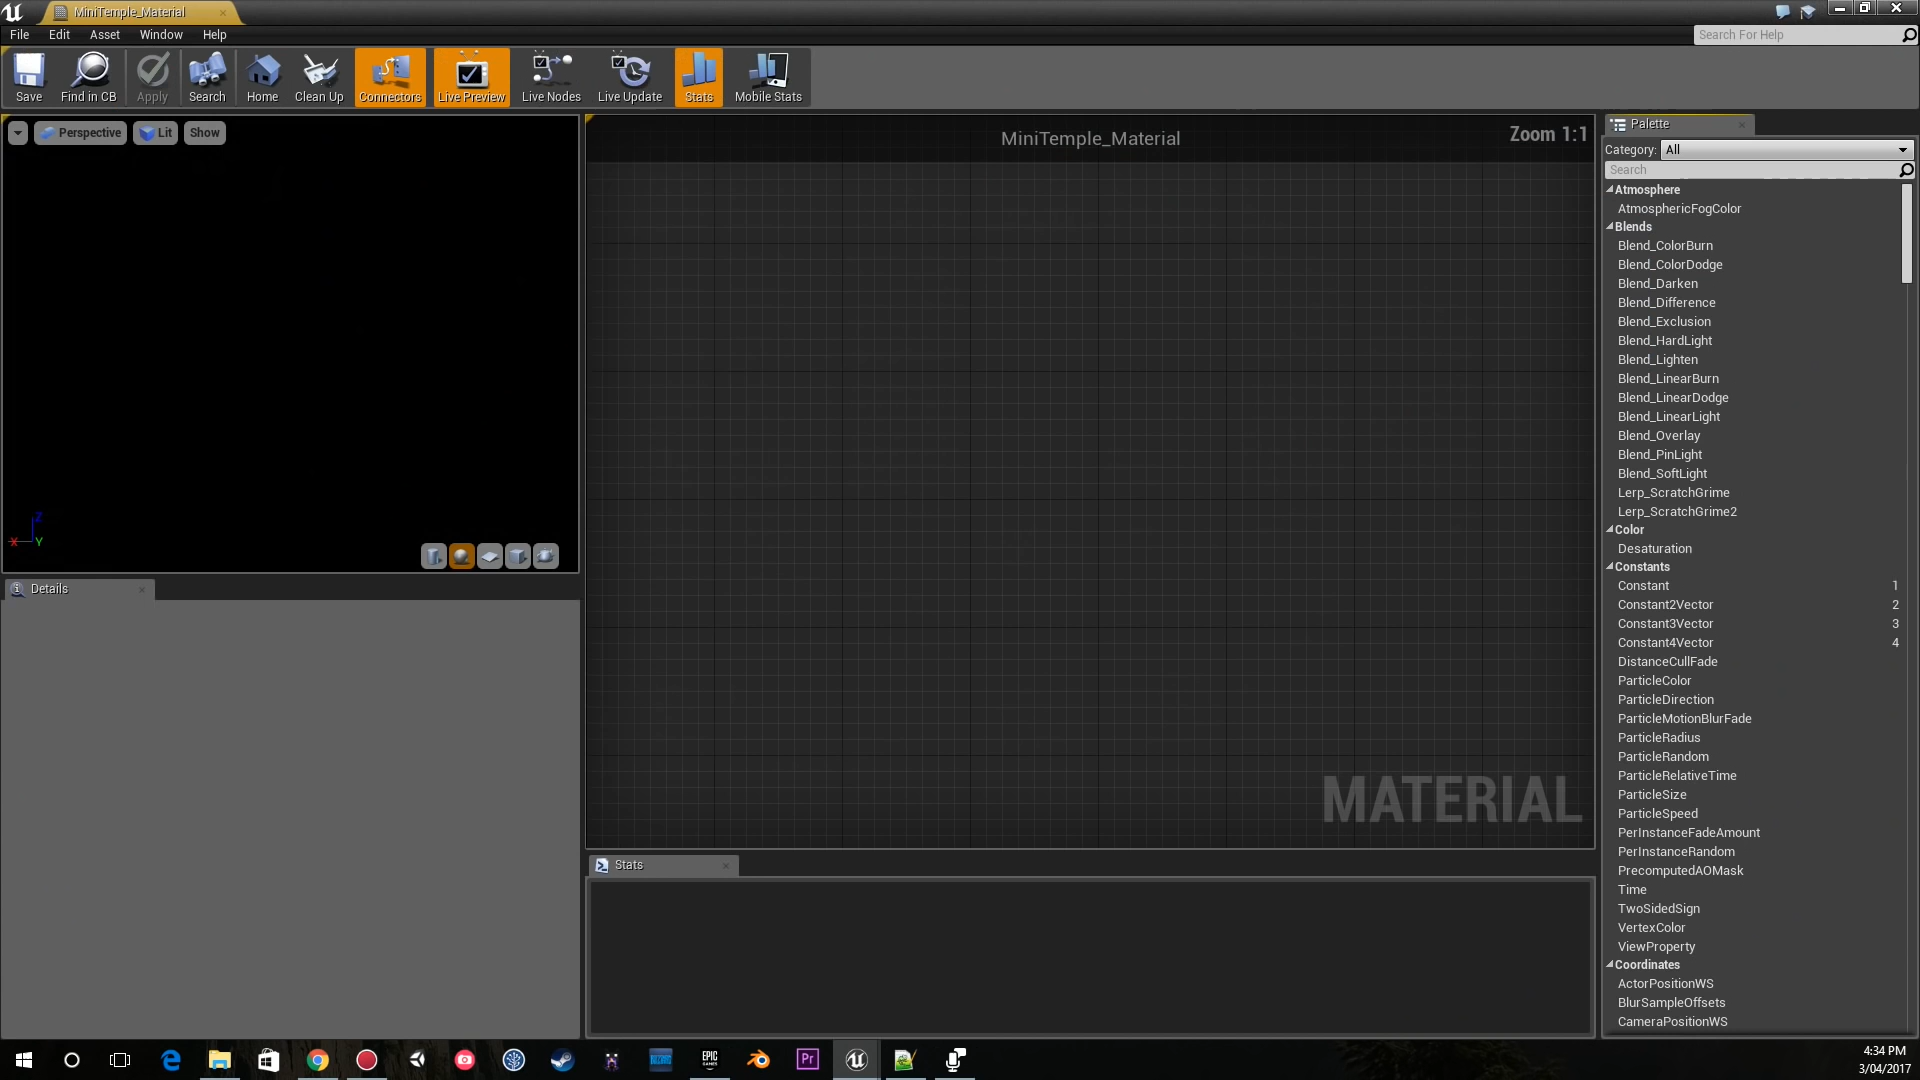 MiniTemple_Material
File Edit Asset Window Help
Search For Help
Save Find in CB Apply Search Home Clean Up Connectors Live Preview Live Nodes Live Update Stats Mobile Stats
Perspective Lit Show
Z
X Y
Details
MiniTemple_Material
Zoom 1:1
MATERIAL
Stats
Palette
Category: All
Search
Atmosphere
AtmosphericFogColor
Blends
Blend_ColorBurn
Blend_ColorDodge
Blend_Darken
Blend_Difference
Blend_Exclusion
Blend_HardLight
Blend_Lighten
Blend_LinearBurn
Blend_LinearDodge
Blend_LinearLight
Blend_Overlay
Blend_PinLight
Blend_SoftLight
Lerp_ScratchGrime
Lerp_ScratchGrime2
Color
Desaturation
Constants
Constant 1
Constant2Vector 2
Constant3Vector 3
Constant4Vector 4
DistanceCullFade
ParticleColor
ParticleDirection
ParticleMotionBlurFade
ParticleRadius
ParticleRandom
ParticleRelativeTime
ParticleSize
ParticleSpeed
PerInstanceFadeAmount
PerInstanceRandom
PrecomputedAOMask
Time
TwoSidedSign
VertexColor
ViewProperty
Coordinates
ActorPositionWS
BlurSampleOffsets
CameraPositionWS
EPIC
GAMES
Pr
4:34 PM
3/04/2017